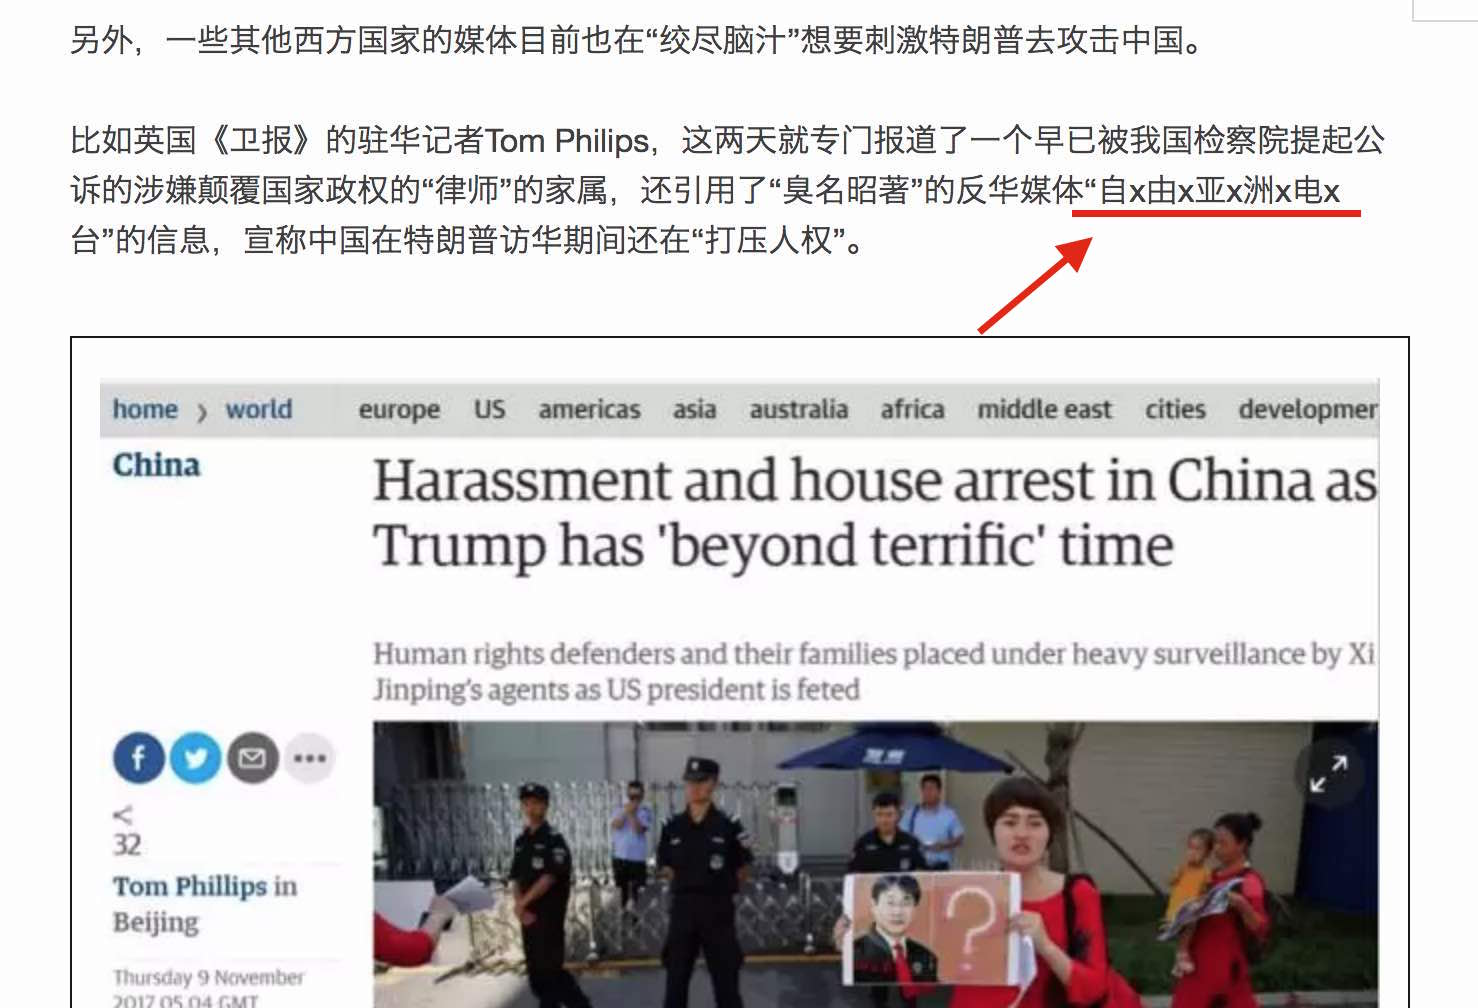 另外，一些其他西方国家的媒体目前也在“绞尽脑汁”想要刺激特朗普去攻击中国。
比如英国《卫报》的驻华记者Tom Philips，这两天就专门报道了一个早已被我国检察院提起公
诉的涉嫌颠覆国家政权的“律师”的家属，还引用了“臭名昭著”的反华媒体“自x由x亚x洲x电x
台”的信息，宣称中国在特朗普访华期间还在“打压人权”。
home › world europe US americas asia australia africa middle east cities developmen
China
Harassment and house arrest in China as
Trump has 'beyond terrific' time
Human rights defenders and their families placed under heavy surveillance by Xi
Jinping’s agents as US president is feted
32
Tom Phillips in
Beijing
Thursday 9 November
2017 05.04 GMT